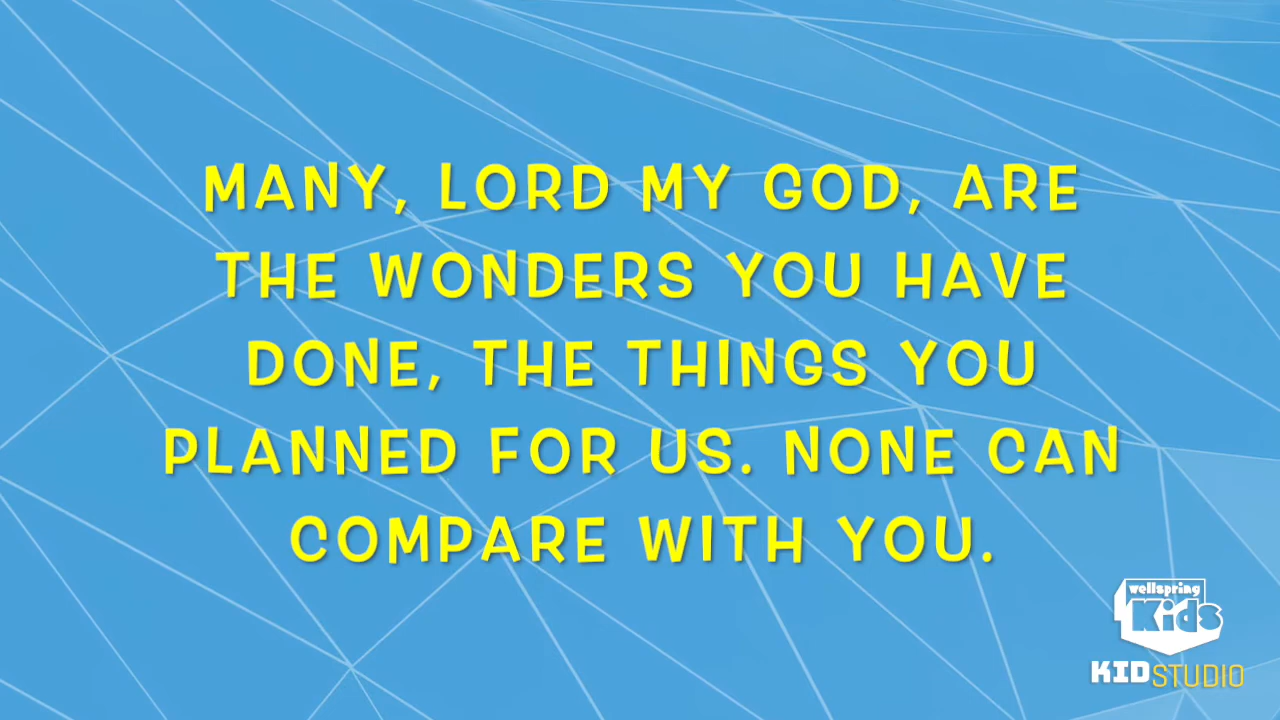 MANY, LORD MY GOD, ARE
THE WONDERS YOU HAVE
DONE, THE THINGS YOU
PLANNED FOR US. NONE CAN
COMPARE WITH YOU.
wellspring
Kids
KIDSTUDIO